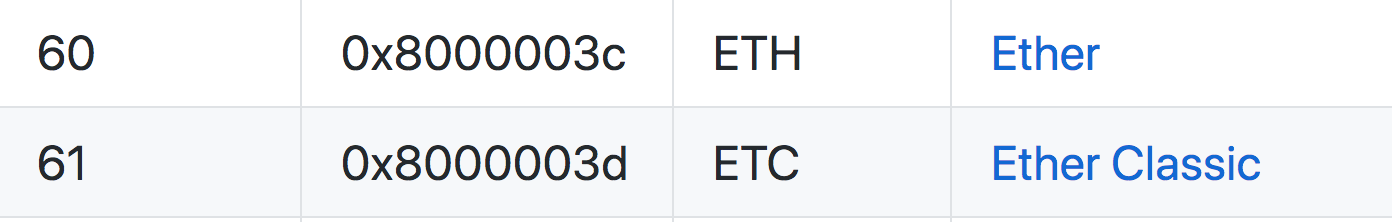 60 0x8000003c ETH Ether
61 0x8000003d ETC Ether Classic